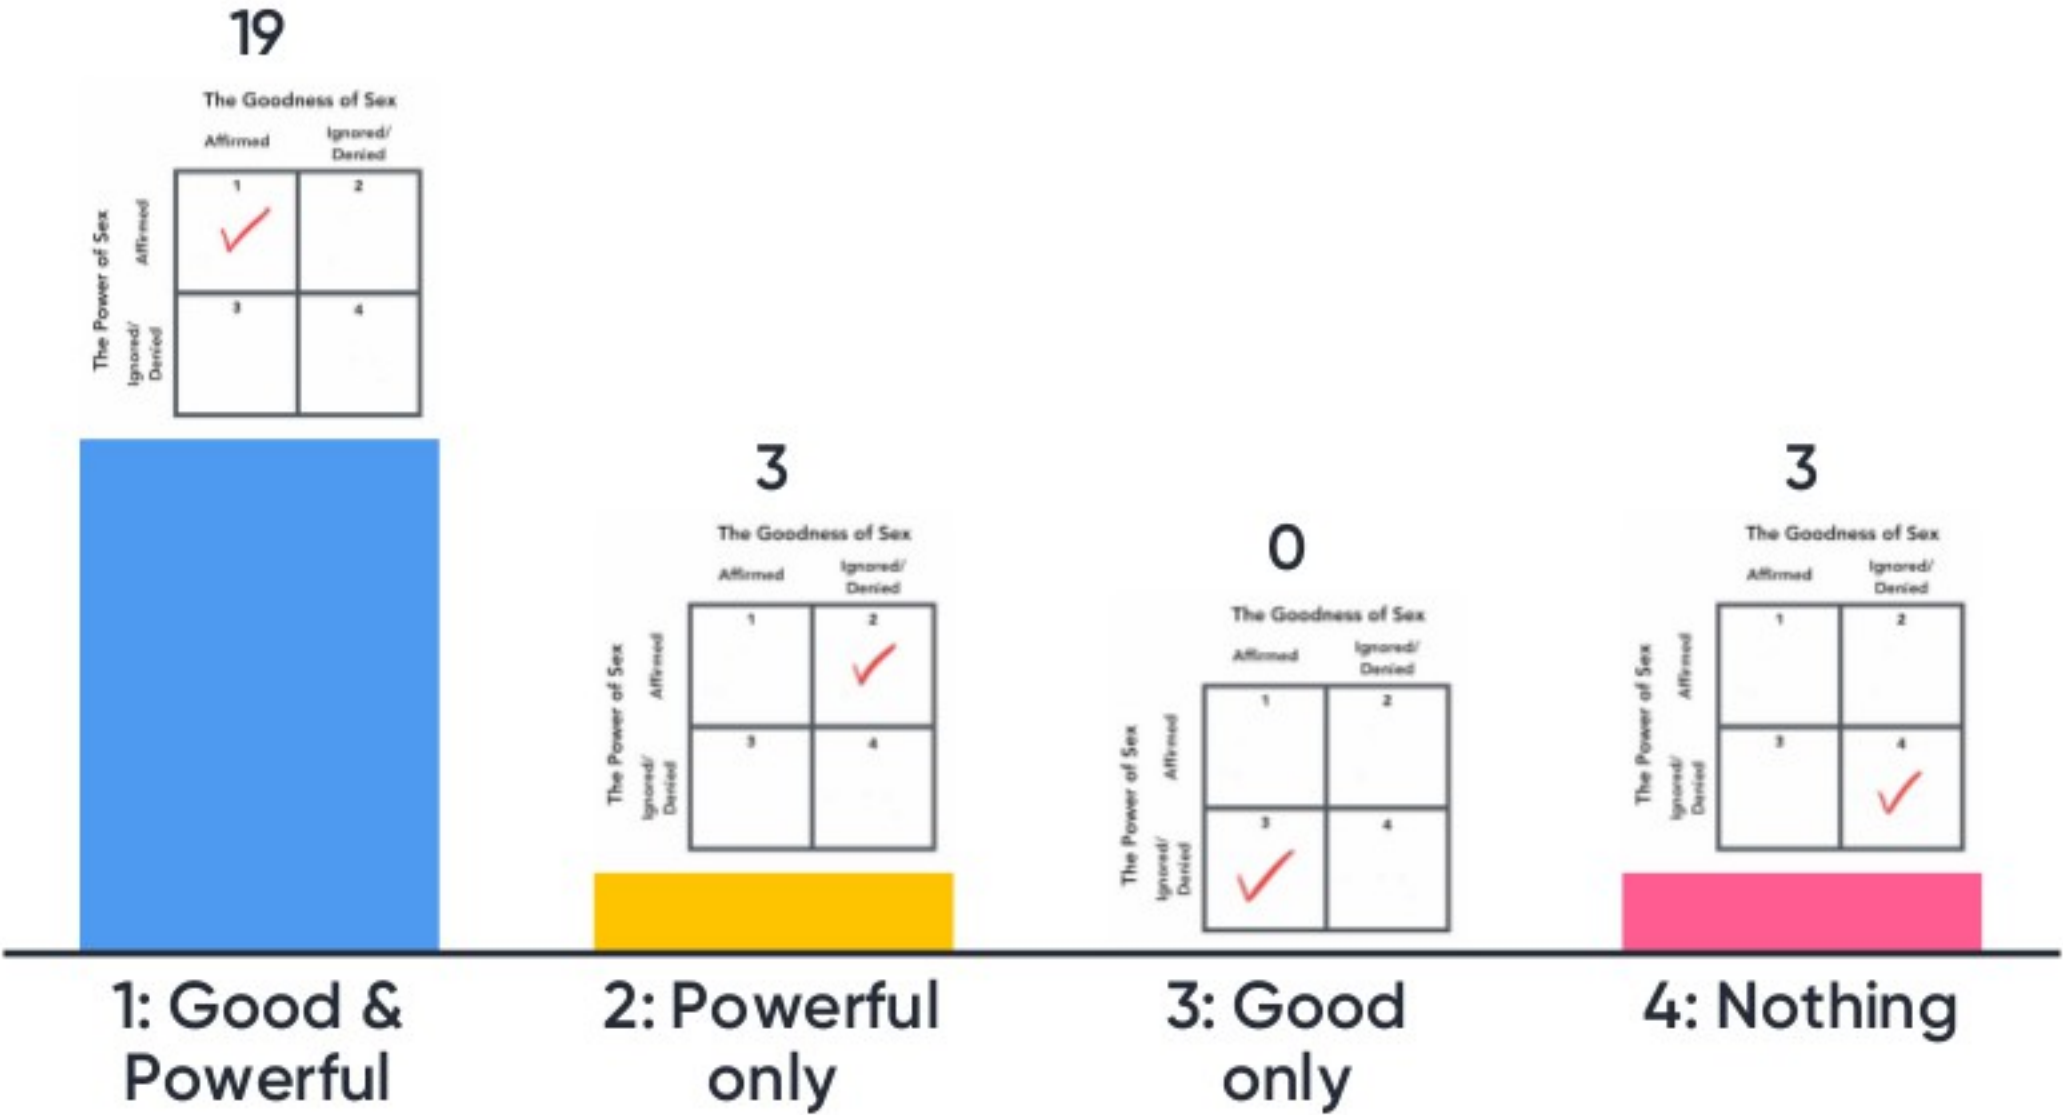 19
The Goodness of Sex
Affirmed
Ignored/
Denied
The Power of Sex
Affirmed
Ignored/
Denied
1
2
3
4
1: Good &
Powerful
3
The Goodness of Sex
Affirmed
Ignored/
Denied
The Power of Sex
Affirmed
Ignored/
Denied
1
2
3
4
2: Powerful
only
0
The Goodness of Sex
Affirmed
Ignored/
Denied
The Power of Sex
Affirmed
Ignored/
Denied
1
2
3
4
3: Good
only
3
The Goodness of Sex
Affirmed
Ignored/
Denied
The Power of Sex
Affirmed
Ignored/
Denied
1
2
3
4
4: Nothing